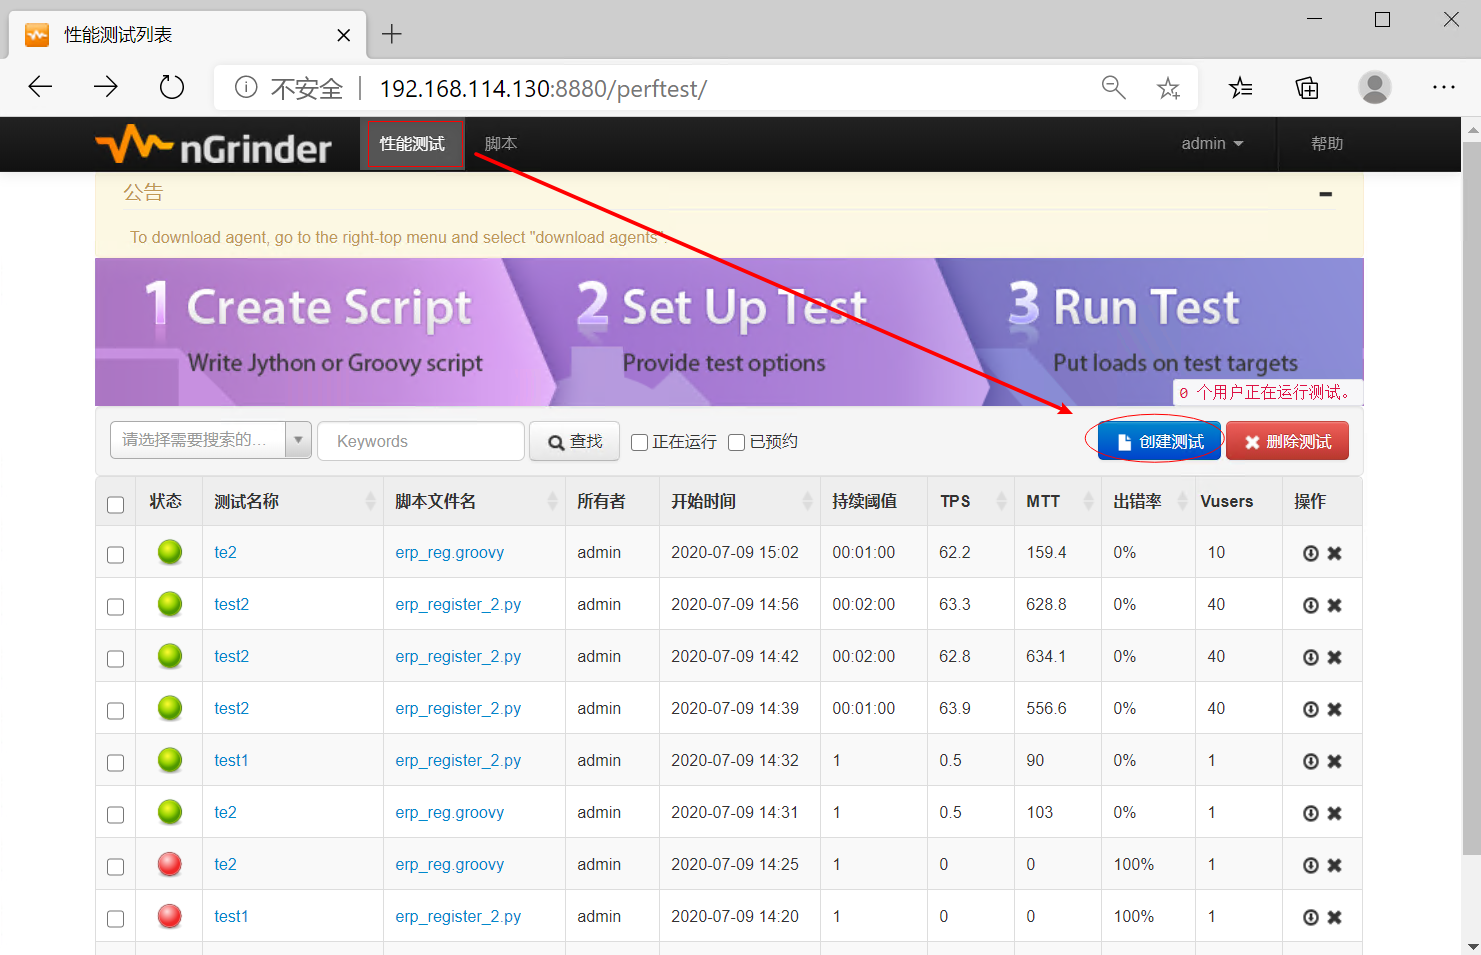 性能测试列表
不安全 192.168.114.130:8880/perftest/
nGrinder 性能测试 脚本 admin 帮助
公告
To download agent, go to the right-top menu and select "download agents".
1 Create Script 2 Set Up Test 3 Run Test
Write Jython or Groovy script Provide test options Put loads on test targets
0 个用户正在运行测试。
请选择需要搜索的... Keywords 查找 正在运行 已预约 创建测试 删除测试
状态 测试名称 脚本文件名 所有者 开始时间 持续阈值 TPS MTT 出错率 Vusers 操作
te2 erp_reg.groovy admin 2020-07-09 15:02 00:01:00 62.2 159.4 0% 10
test2 erp_register_2.py admin 2020-07-09 14:56 00:02:00 63.3 628.8 0% 40
test2 erp_register_2.py admin 2020-07-09 14:42 00:02:00 62.8 634.1 0% 40
test2 erp_register_2.py admin 2020-07-09 14:39 00:01:00 63.9 556.6 0% 40
test1 erp_register_2.py admin 2020-07-09 14:32 1 0.5 90 0% 1
te2 erp_reg.groovy admin 2020-07-09 14:31 1 0.5 103 0% 1
te2 erp_reg.groovy admin 2020-07-09 14:25 1 0 0 100% 1
test1 erp_register_2.py admin 2020-07-09 14:20 1 0 0 100% 1